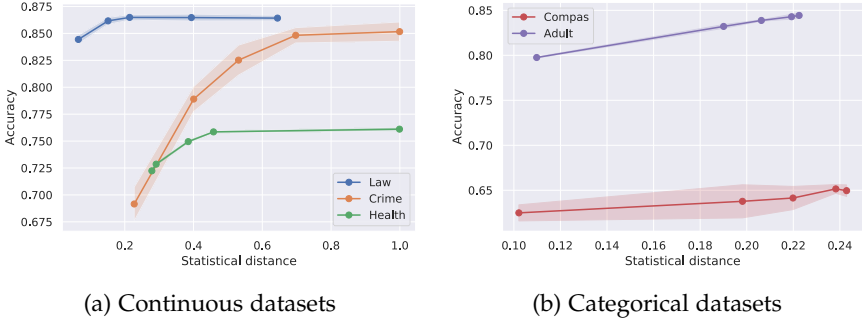 0.875
0.850
0.825
0.800
0.775
0.750
0.725
0.700
0.675
Accuracy
0.2 0.4 0.6 0.8 1.0
Statistical distance
Law
Crime
Health
(a) Continuous datasets
0.85
0.80
0.75
0.70
0.65
Accuracy
0.10 0.12 0.14 0.16 0.18 0.20 0.22 0.24
Statistical distance
Compas
Adult
(b) Categorical datasets